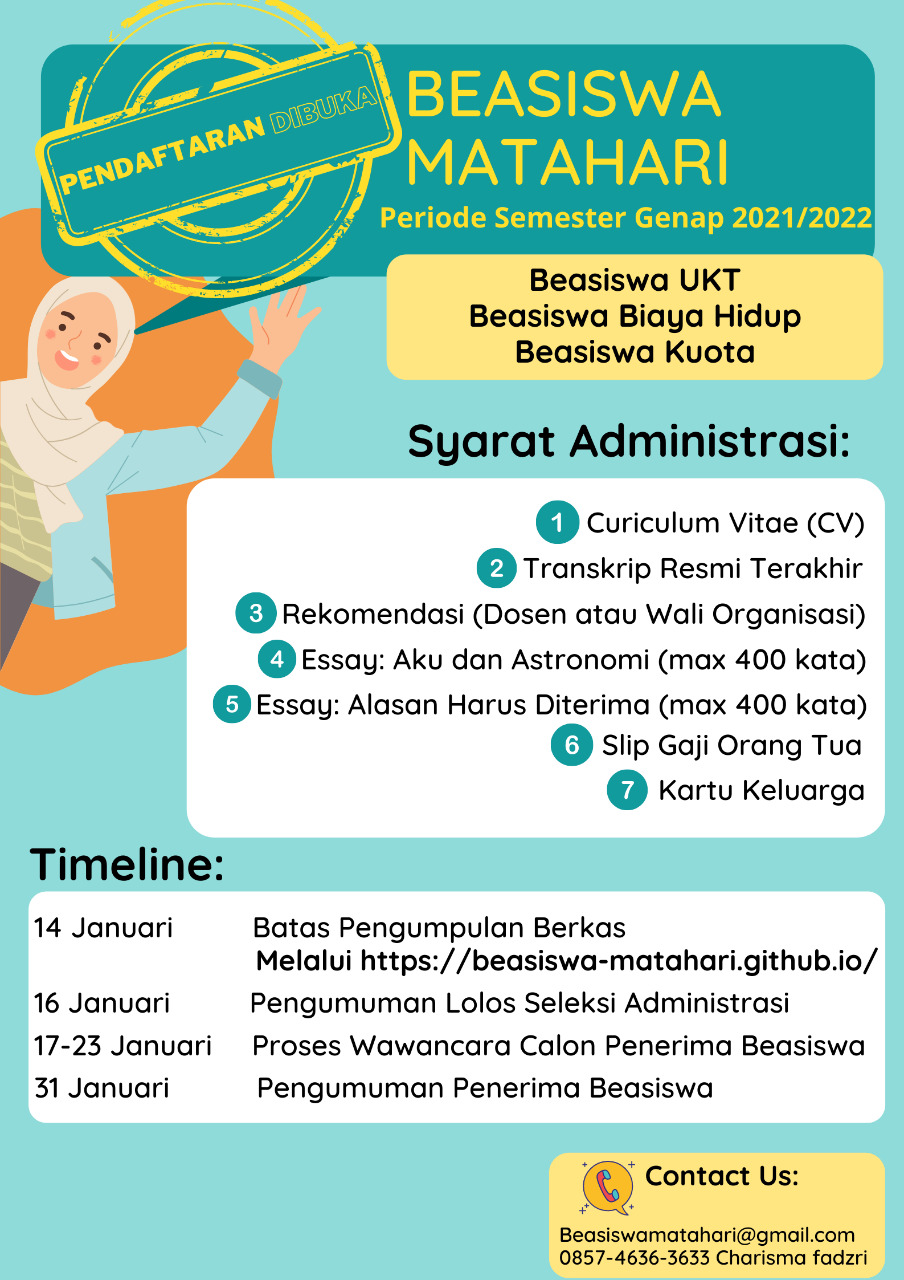 PENDAFTARAN DIBUKA
BEASISWA
MATAHARI
Periode Semester Genap 2021/2022
Beasiswa UKT
Beasiswa Biaya Hidup
Beasiswa Kuota
Syarat Administrasi:
1 Curiculum Vitae (CV)
2 Transkrip Resmi Terakhir
3 Rekomendasi (Dosen atau Wali Organisasi)
4 Essay: Aku dan Astronomi (max 400 kata)
5 Essay: Alasan Harus Diterima (max 400 kata)
6 Slip Gaji Orang Tua
7 Kartu Keluarga
Timeline:
14 Januari Batas Pengumpulan Berkas
Melalui https://beasiswa-matahari.github.io/
16 Januari Pengumuman Lolos Seleksi Administrasi
17-23 Januari Proses Wawancara Calon Penerima Beasiswa
31 Januari Pengumuman Penerima Beasiswa
Contact Us:
Beasiswamatahari@gmail.com
0857-4636-3633 Charisma fadzri